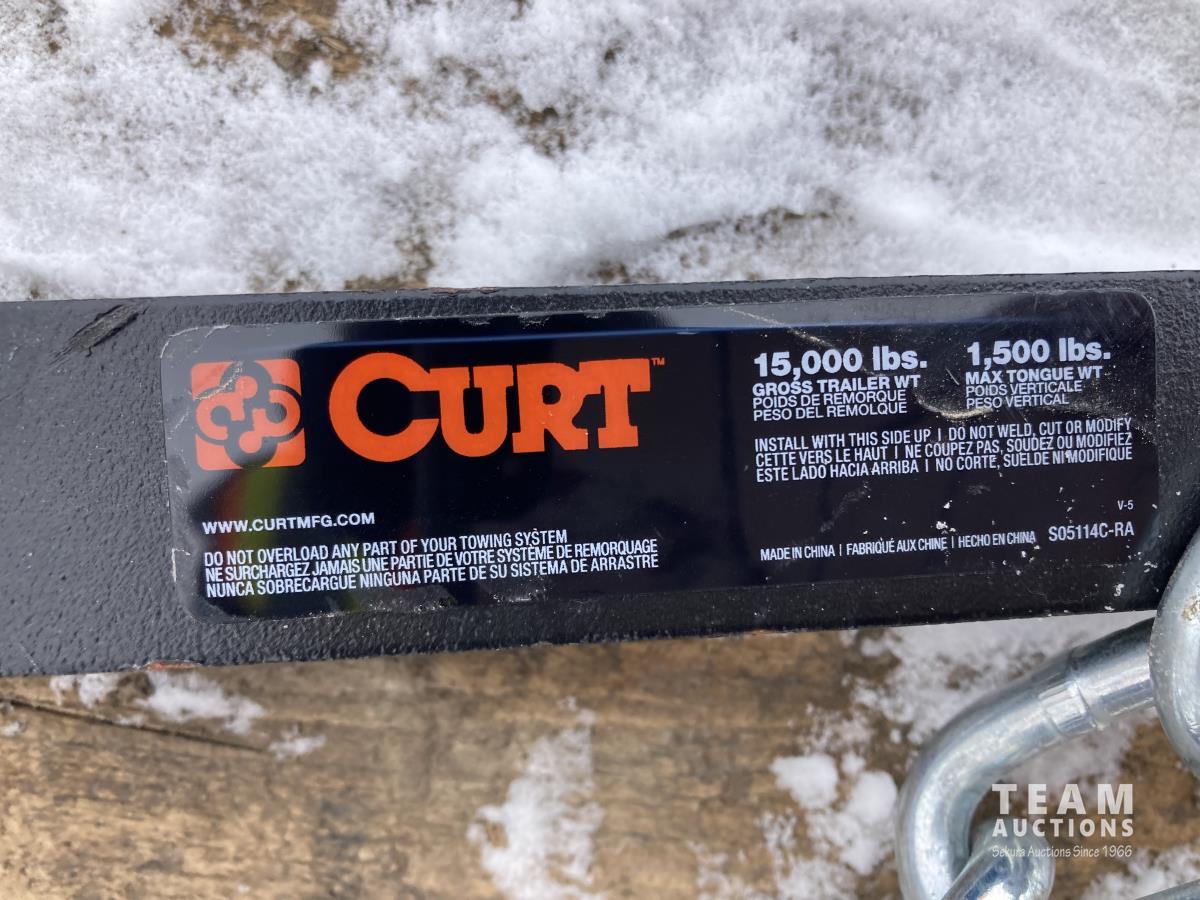 CURT™
WWW.CURTMFG.COM
DO NOT OVERLOAD ANY PART OF YOUR TOWING SYSTEM
NE SURCHARGEZ JAMAIS UNE PARTIE DE VOTRE SYSTÈME DE REMORQUAGE
NUNCA SOBRECARGUE NINGUNA PARTE DE SU SISTEMA DE ARRASTRE
15,000 lbs.
GROSS TRAILER WT
POIDS DE REMORQUE
PESO DEL REMOLQUE
1,500 lbs.
MAX TONGUE WT
POIDS VERTICALE
PESO VERTICAL
INSTALL WITH THIS SIDE UP | DO NOT WELD, CUT OR MODIFY
CETTE VERS LE HAUT | NE COUPEZ PAS, SOUDEZ OU MODIFIEZ
ESTE LADO HACIA ARRIBA | NO CORTE, SUELDE NI MODIFIQUE
V-5
MADE IN CHINA | FABRIQUÉ AUX CHINE | HECHO EN CHINA S05114C-RA
TEAM
AUCTIONS
Sekura Auctions Since 1966